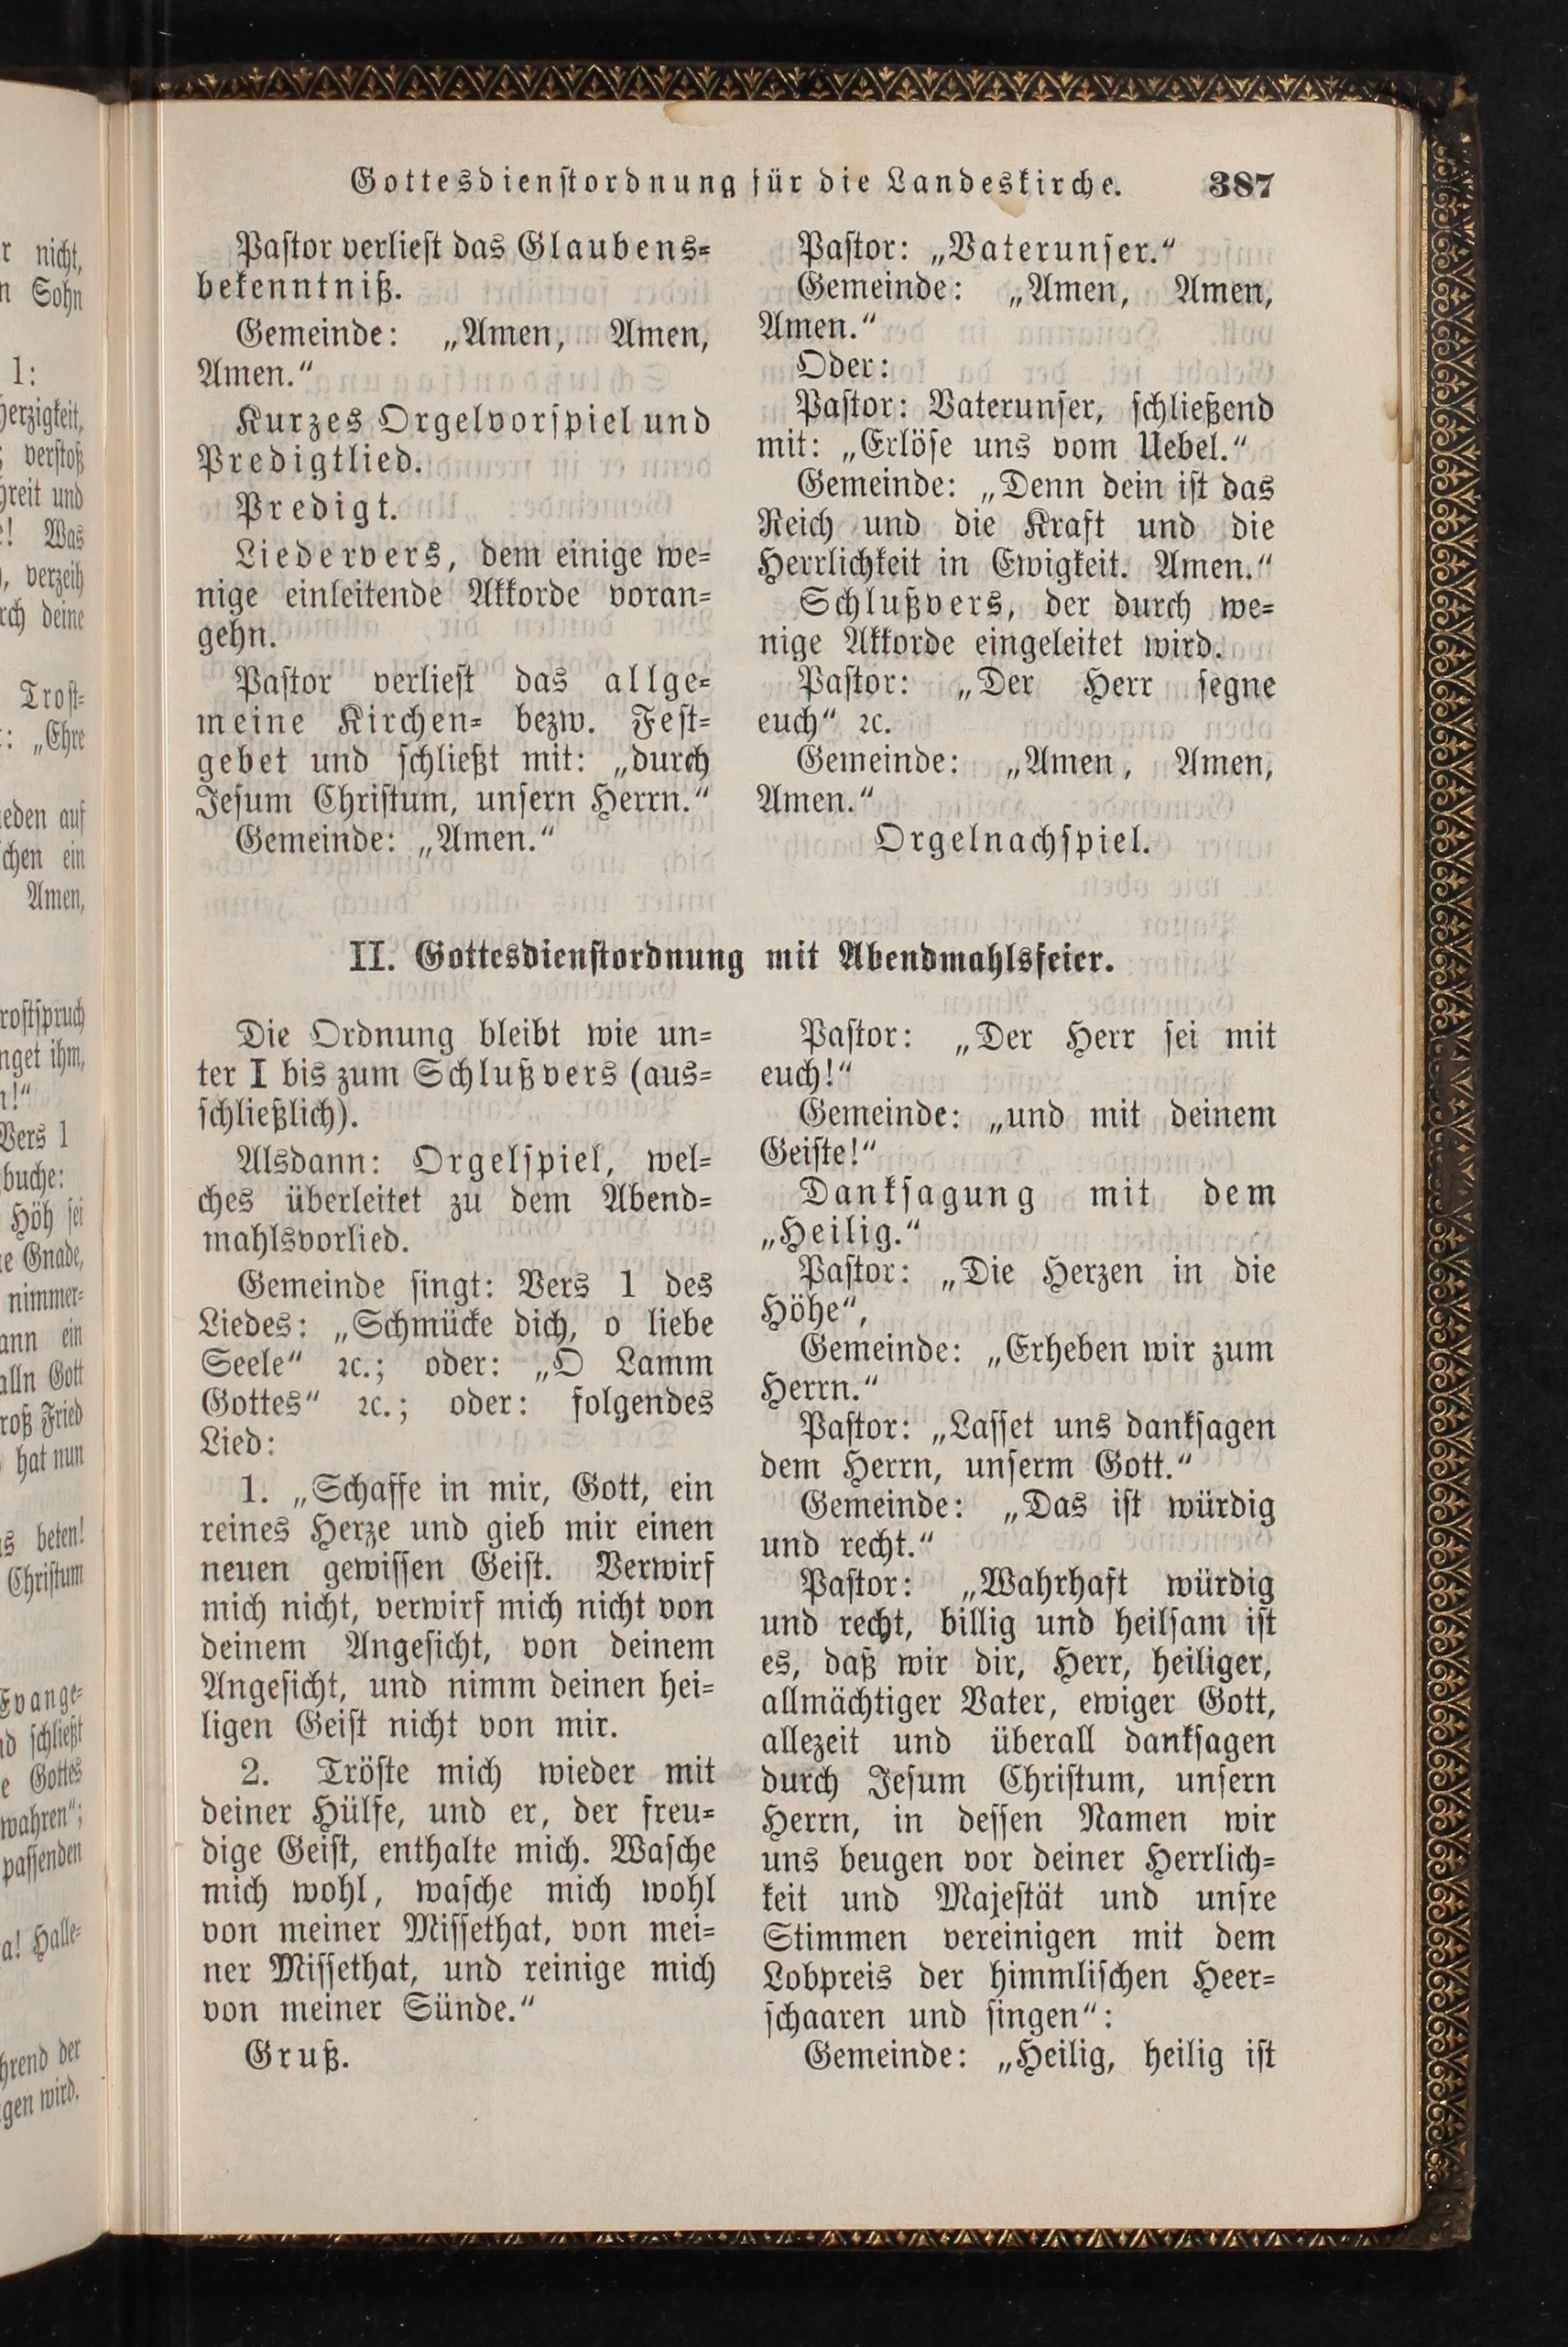 Gottesdienstordnung für die Landeskirche. 387
Pastor verliest das Glaubens=
bekenntniß.
Gemeinde: „Amen, Amen,
Amen.“
Kurzes Orgelvorspiel und
Predigtlied.
Predigt.
Liedervers, dem einige we=
nige einleitende Akkorde voran=
gehn.
Pastor verliest das allge=
meine Kirchen= bezw. Fest=
gebet und schließt mit: „durch
Jesum Christum, unsern Herrn.“
Gemeinde: „Amen.“
Pastor: „Vaterunser.“
Gemeinde: „Amen, Amen,
Amen.“
Oder:
Pastor: Vaterunser, schließend
mit: „Erlöse uns vom Uebel.“
Gemeinde: „Denn dein ist das
Reich und die Kraft und die
Herrlichkeit in Ewigkeit. Amen.“
Schlußvers, der durch we=
nige Akkorde eingeleitet wird.
Pastor: „Der Herr segne
euch“ ꝛc.
Gemeinde: „Amen, Amen,
Amen.“
Orgelnachspiel.
II. Gottesdienstordnung mit Abendmahlsfeier.
Die Ordnung bleibt wie un=
ter I bis zum Schlußvers (aus=
schließlich).
Alsdann: Orgelspiel, wel=
ches überleitet zu dem Abend=
mahlsvorlied.
Gemeinde singt: Vers 1 des
Liedes: „Schmücke dich, o liebe
Seele“ ꝛc.; oder: „O Lamm
Gottes“ ꝛc.; oder: folgendes
Lied:
1. „Schaffe in mir, Gott, ein
reines Herze und gieb mir einen
neuen gewissen Geist. Verwirf
mich nicht, verwirf mich nicht von
deinem Angesicht, von deinem
Angesicht, und nimm deinen hei=
ligen Geist nicht von mir.
2. Tröste mich wieder mit
deiner Hülfe, und er, der freu=
dige Geist, enthalte mich. Wasche
mich wohl, wasche mich wohl
von meiner Missethat, von mei=
ner Missethat, und reinige mich
von meiner Sünde.“
Gruß.
Pastor: „Der Herr sei mit
euch!“
Gemeinde: „und mit deinem
Geiste!“
Danksagung mit dem
„Heilig.“
Pastor: „Die Herzen in die
Höhe“,
Gemeinde: „Erheben wir zum
Herrn.“
Pastor: „Lasset uns danksagen
dem Herrn, unserm Gott.“
Gemeinde: „Das ist würdig
und recht.“
Pastor: „Wahrhaft würdig
und recht, billig und heilsam ist
es, daß wir dir, Herr, heiliger,
allmächtiger Vater, ewiger Gott,
allezeit und überall danksagen
durch Jesum Christum, unsern
Herrn, in dessen Namen wir
uns beugen vor deiner Herrlich=
keit und Majestät und unsre
Stimmen vereinigen mit dem
Lobpreis der himmlischen Heer=
schaaren und singen“:
Gemeinde: „Heilig, heilig ist